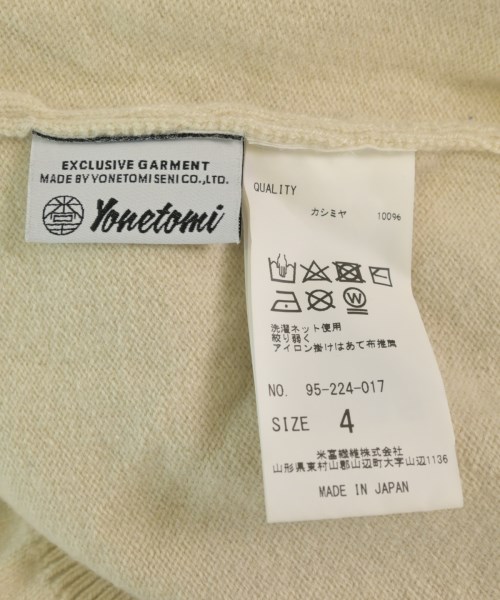 EXCLUSIVE GARMENT
MADE BY YONETOMI SENI CO., LTD.
Yonetomi
QUALITY
カシミヤ 100%
洗濯ネット使用
絞り弱く
アイロン掛けはあて布推薦
NO. 95-224-017
SIZE 4
米富繊維株式会社
山形県東村山郡山辺町大字山辺1136
MADE IN JAPAN